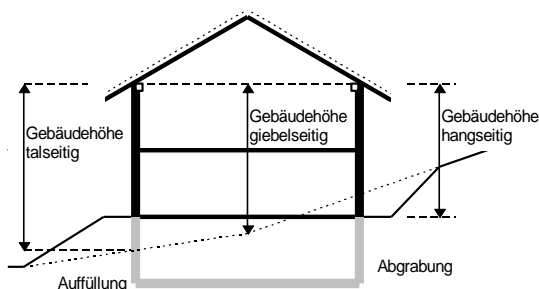 Gebäudehöhe
talseitig
Gebäudehöhe
giebelseitig
Gebäudehöhe
hangseitig
Auffüllung
Abgrabung